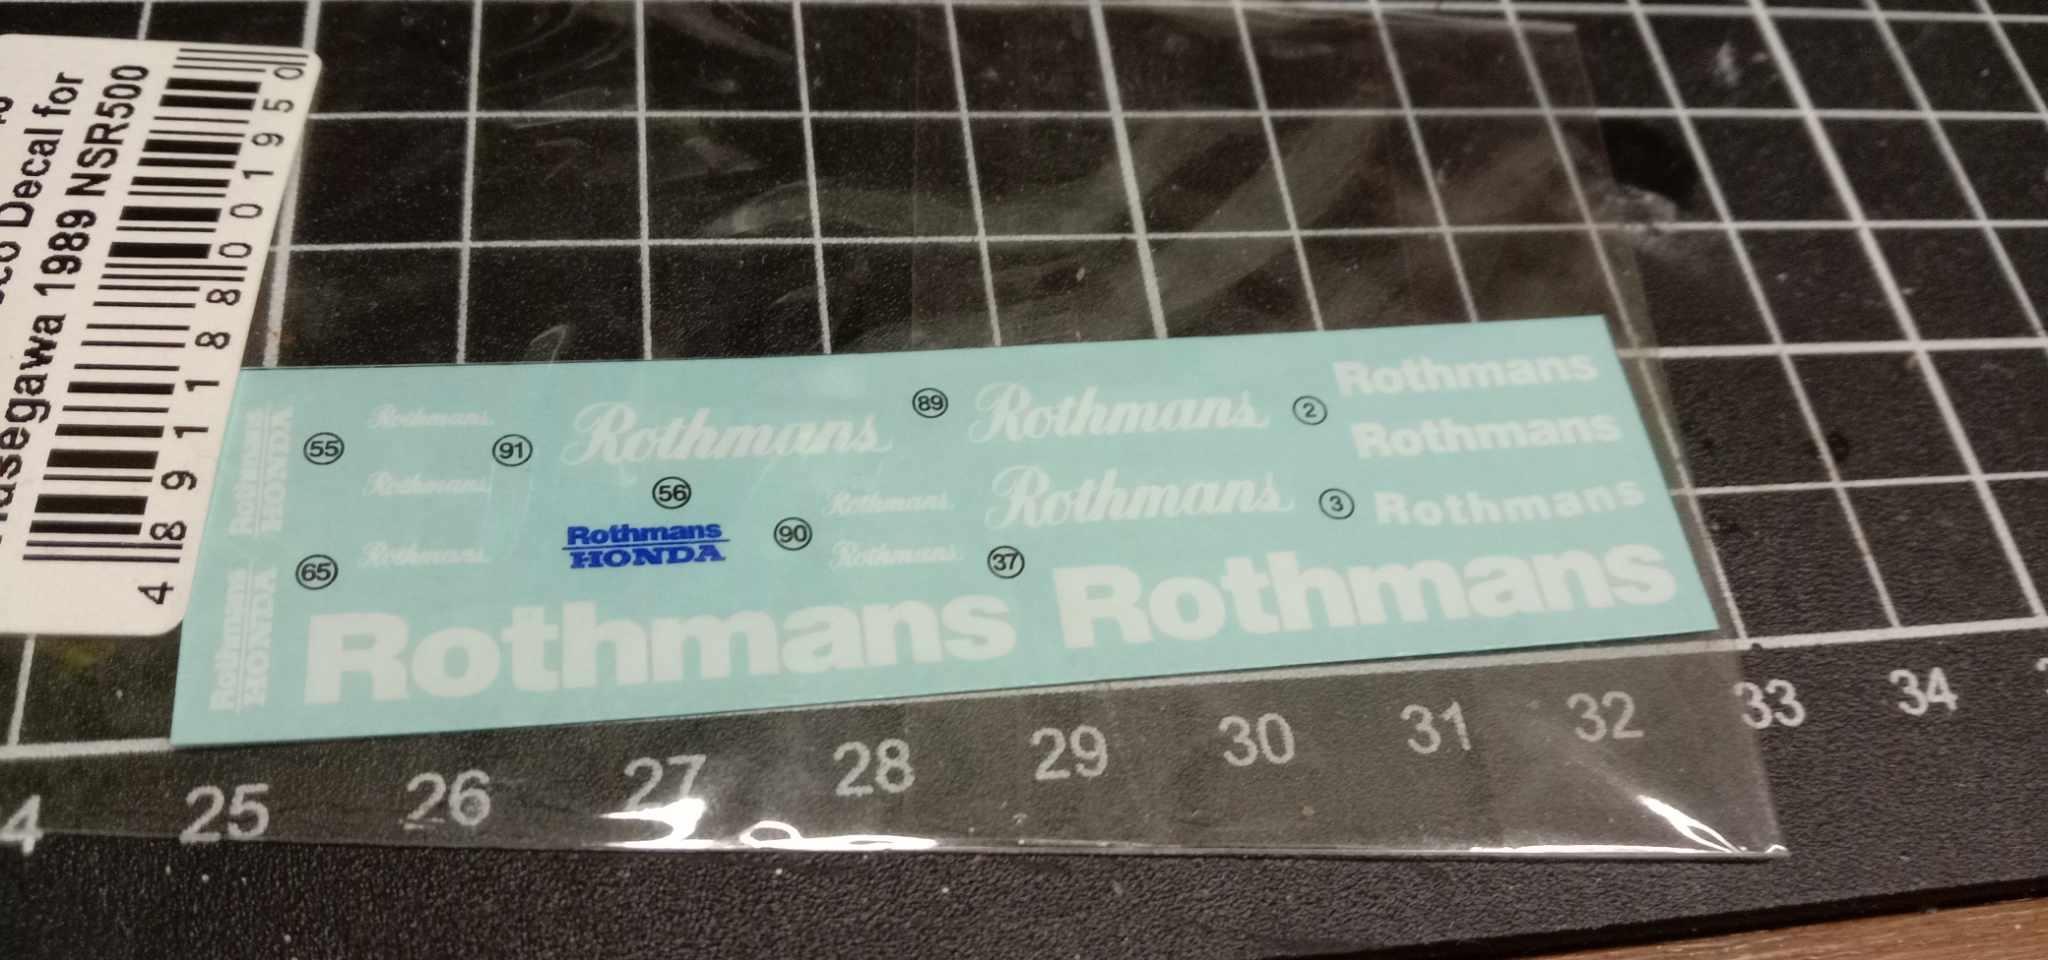 Decal for
Hasegawa 1989 NSR500
4 891188 001950
Rothmans
HONDA
55
Rothmans
91
Rothmans
89
Rothmans
2
Rothmans
Rothmans
Rothmans
56
Rothmans
HONDA
90
Rothmans
Rothmans
3
Rothmans
Rothmans
HONDA
65
Rothmans
Rothmans
37
Rothmans
Rothmans
25 26 27 28 29 30 31 32 33 34